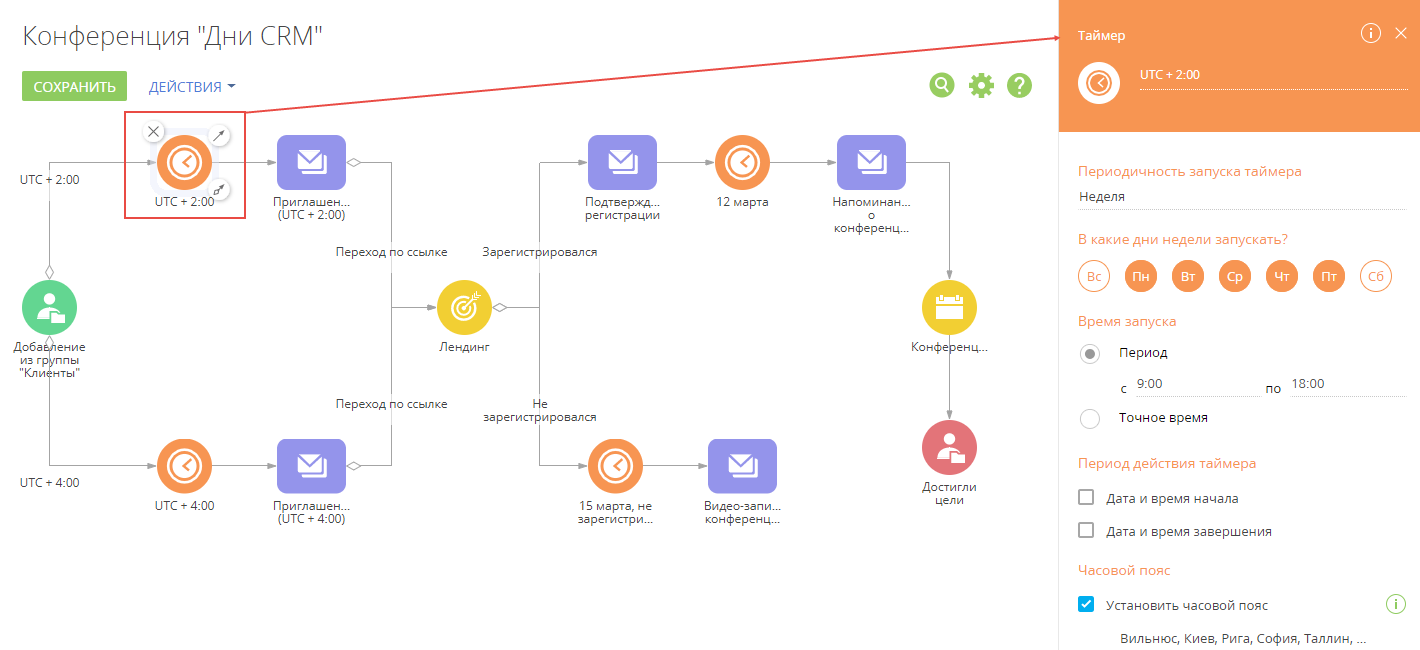 Конференция "Дни CRM"
СОХРАНИТЬ
ДЕЙСТВИЯ
UTC + 2:00
UTC + 2:00
Приглашен...
(UTC + 2:00)
Подтвержд...
регистрации
12 марта
Напоминан...
о
конференц...
Переход по ссылке
Зарегистрировался
Добавление
из группы
"Клиенты"
Лендинг
Конференц...
Переход по ссылке
Не
зарегистрировался
UTC + 4:00
UTC + 4:00
Приглашен...
(UTC + 4:00)
15 марта, не
зарегистри...
Видео-запи...
конференц...
Достигли
цели
Таймер
UTC + 2:00
Периодичность запуска таймера
Неделя
В какие дни недели запускать?
Вс Пн Вт Ср Чт Пт Сб
Время запуска
Период
с 9:00 по 18:00
Точное время
Период действия таймера
Дата и время начала
Дата и время завершения
Часовой пояс
Установить часовой пояс
Вильнюс, Киев, Рига, София, Таллин, ...